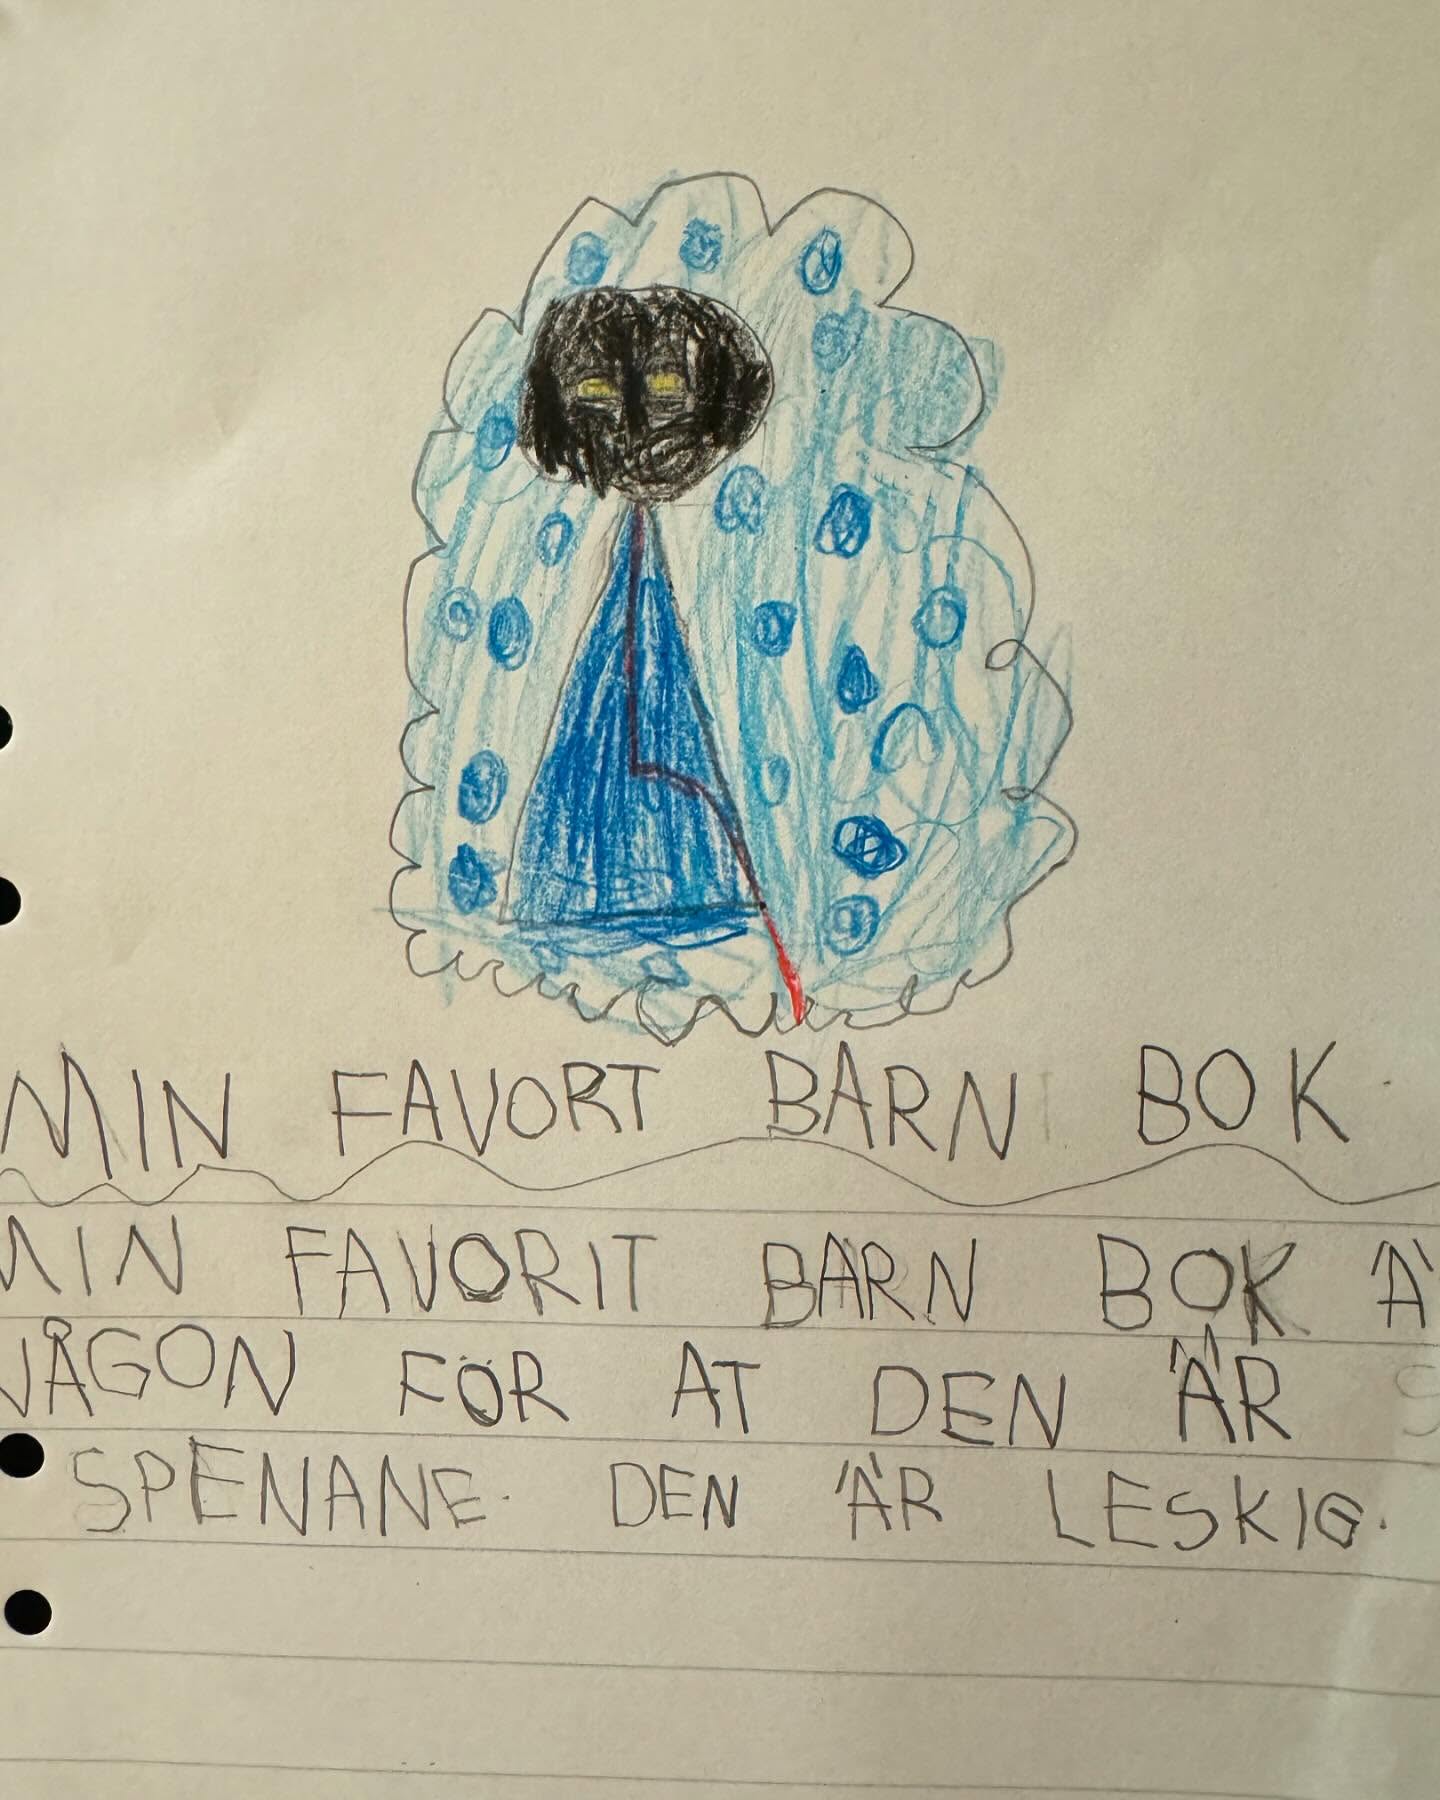 MIN FAVORT BARN BOK
MIN FAVORIT BARN BOK Ä
NÅGON FÖR AT DEN ÄR S
SPENANE. DEN ÄR LESKIG.